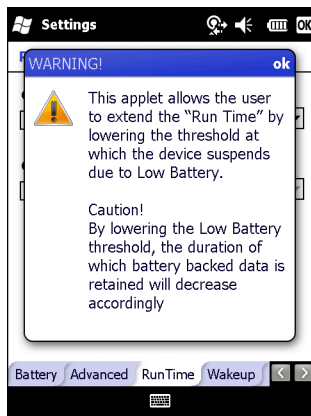 Settings
OK
WARNING!
ok
This applet allows the user
to extend the “Run Time” by
lowering the threshold at
which the device suspends
due to Low Battery.
Caution!
By lowering the Low Battery
threshold, the duration of
which battery backed data is
retained will decrease
accordingly
Battery Advanced RunTime Wakeup